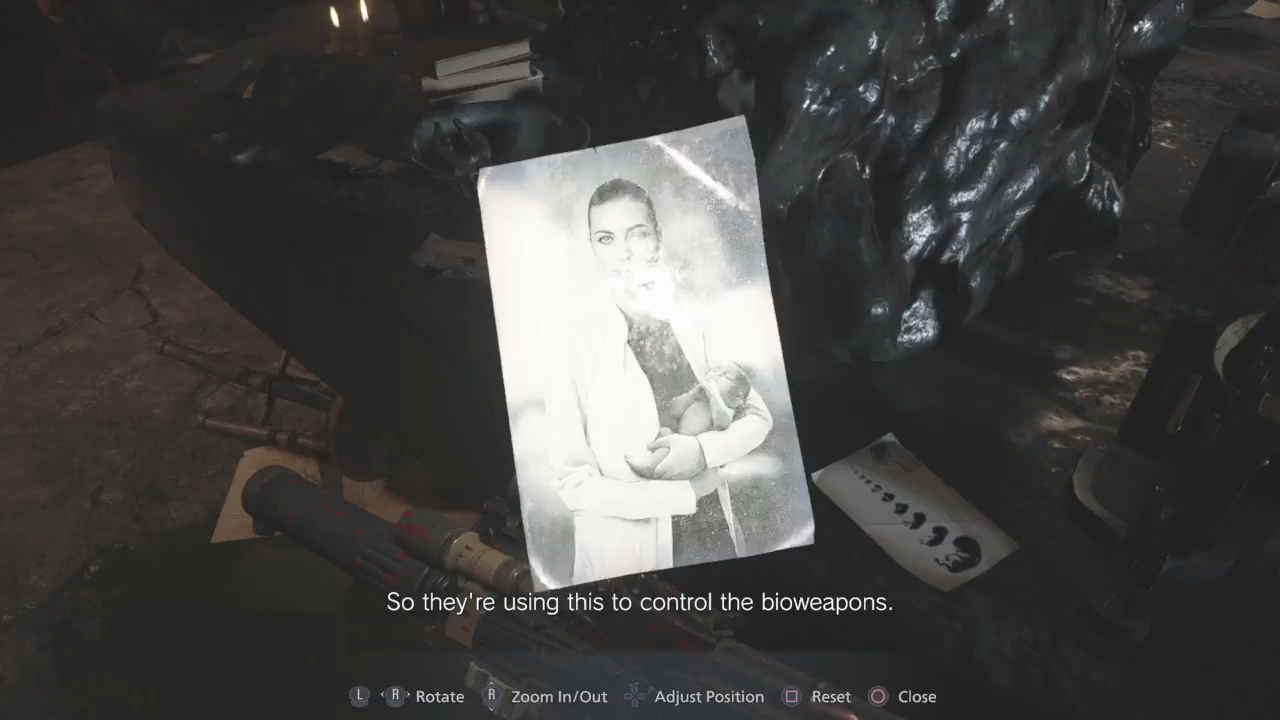 So they're using this to control the bioweapons.
L R Rotate R Zoom In/Out Adjust Position Reset Close